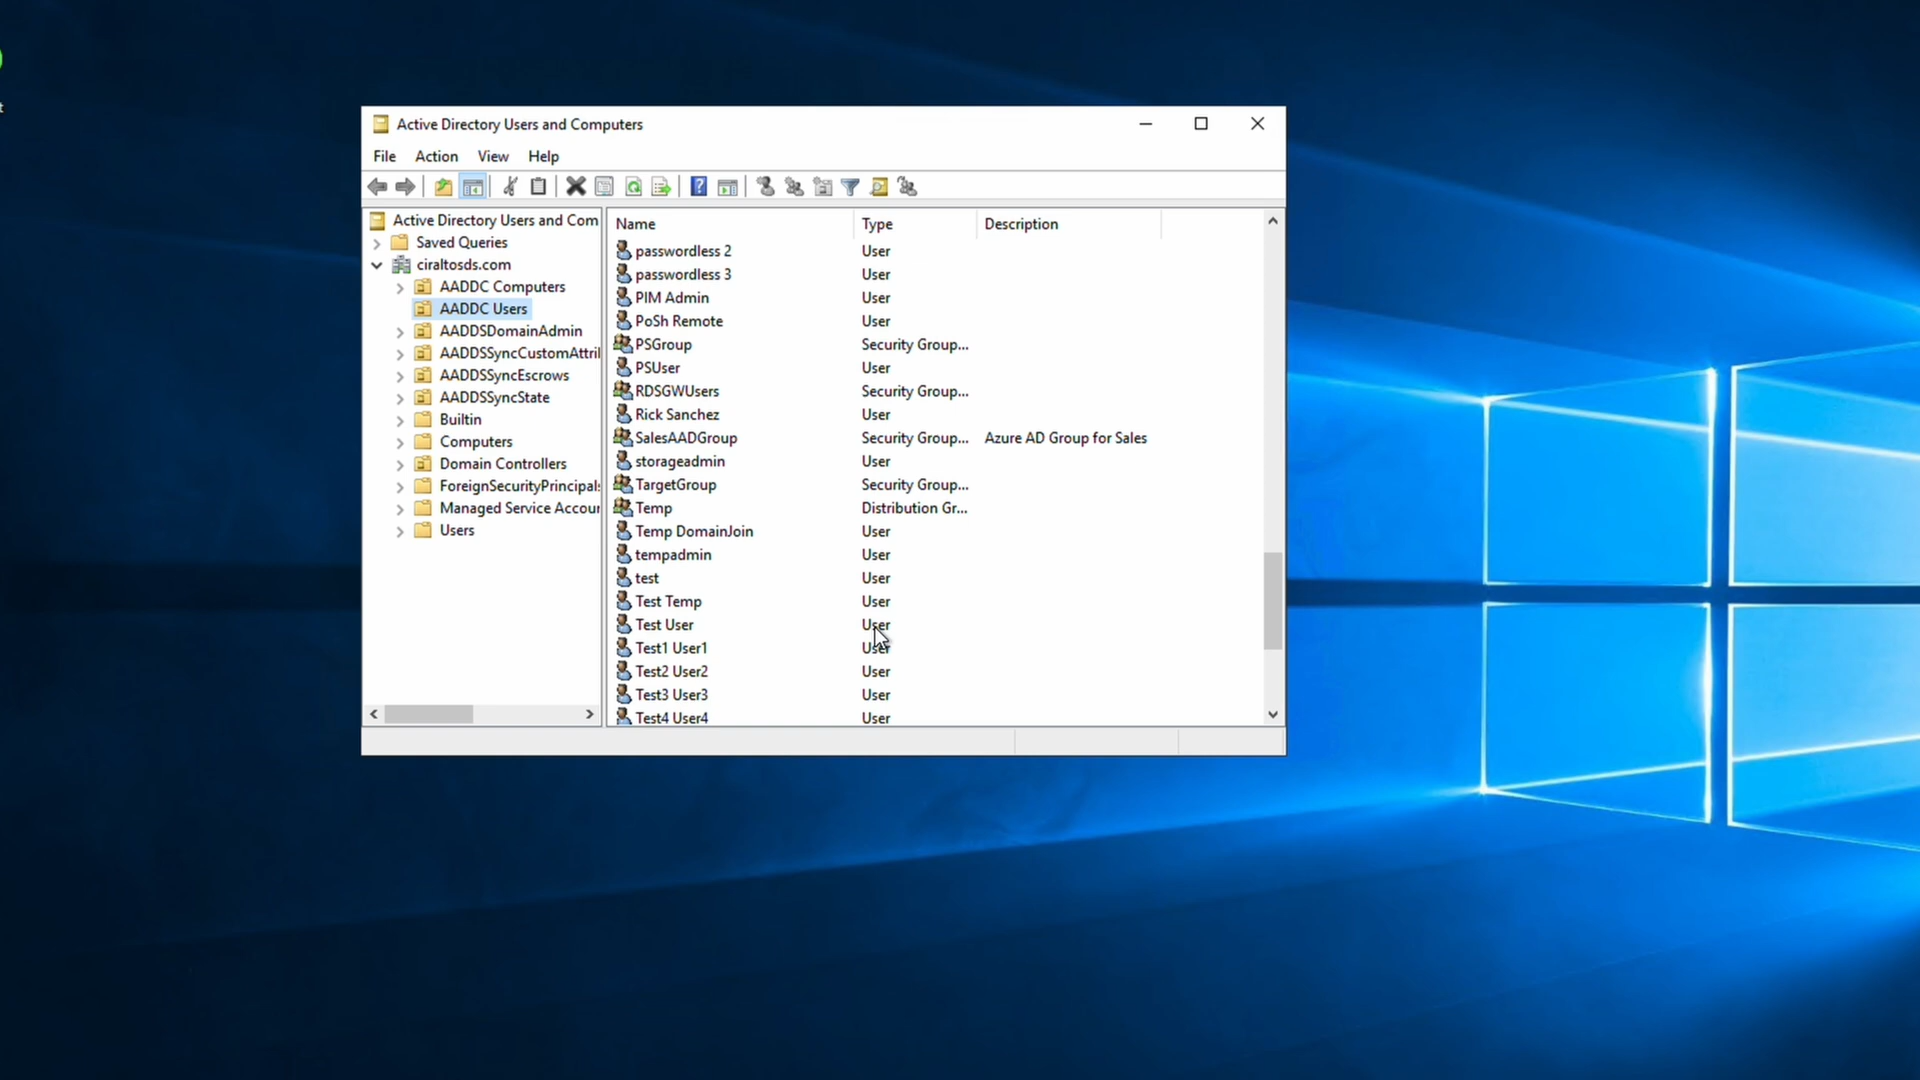 t
Active Directory Users and Computers
File Action View Help
Active Directory Users and Com
Saved Queries
ciraltosds.com
AADDC Computers
AADDC Users
AADDSDomainAdmin
AADDSSyncCustomAttril
AADDSSyncEscrows
AADDSSyncState
Builtin
Computers
Domain Controllers
ForeignSecurityPrincipals
Managed Service Accour
Users
Name Type Description
passwordless 2 User
passwordless 3 User
PIM Admin User
PoSh Remote User
PSGroup Security Group...
PSUser User
RDSGWUsers Security Group...
Rick Sanchez User
SalesAADGroup Security Group... Azure AD Group for Sales
storageadmin User
TargetGroup Security Group...
Temp Distribution Gr...
Temp DomainJoin User
tempadmin User
test User
Test Temp User
Test User User
Test1 User1 User
Test2 User2 User
Test3 User3 User
Test4 User4 User